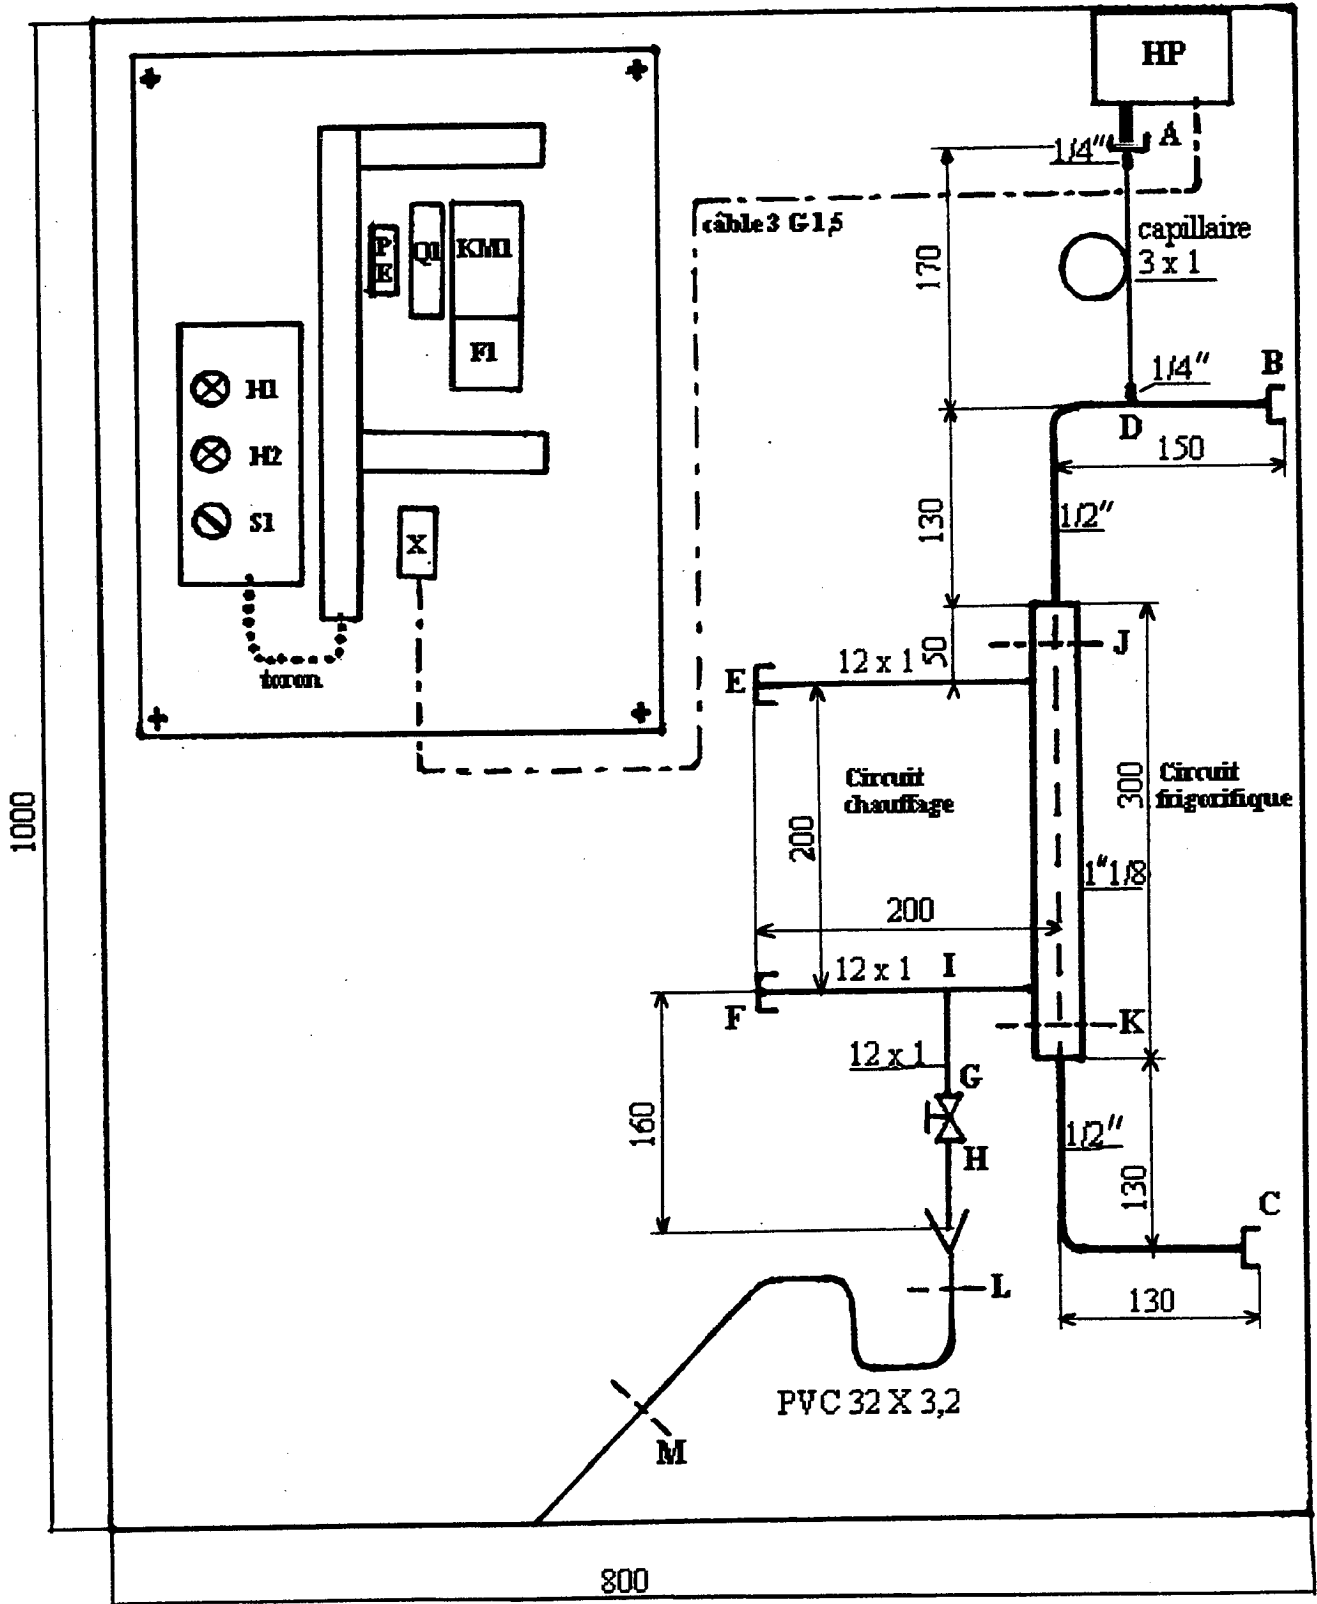 HP
A
1/4"
câble 3 G 1,5
P
E
Q1
KM1
F1
capillaire
3 x 1
170
H1
H2
S1
1/4"
B
D
150
130
1/2"
X
toron
50
J
12 x 1
E
Circuit
chauffage
200
300
Circuit
frigorifique
1"1/8
1000
200
12 x 1
I
F
K
12 x 1
G
160
H
1/2"
130
C
L
130
PVC 32 X 3,2
M
800